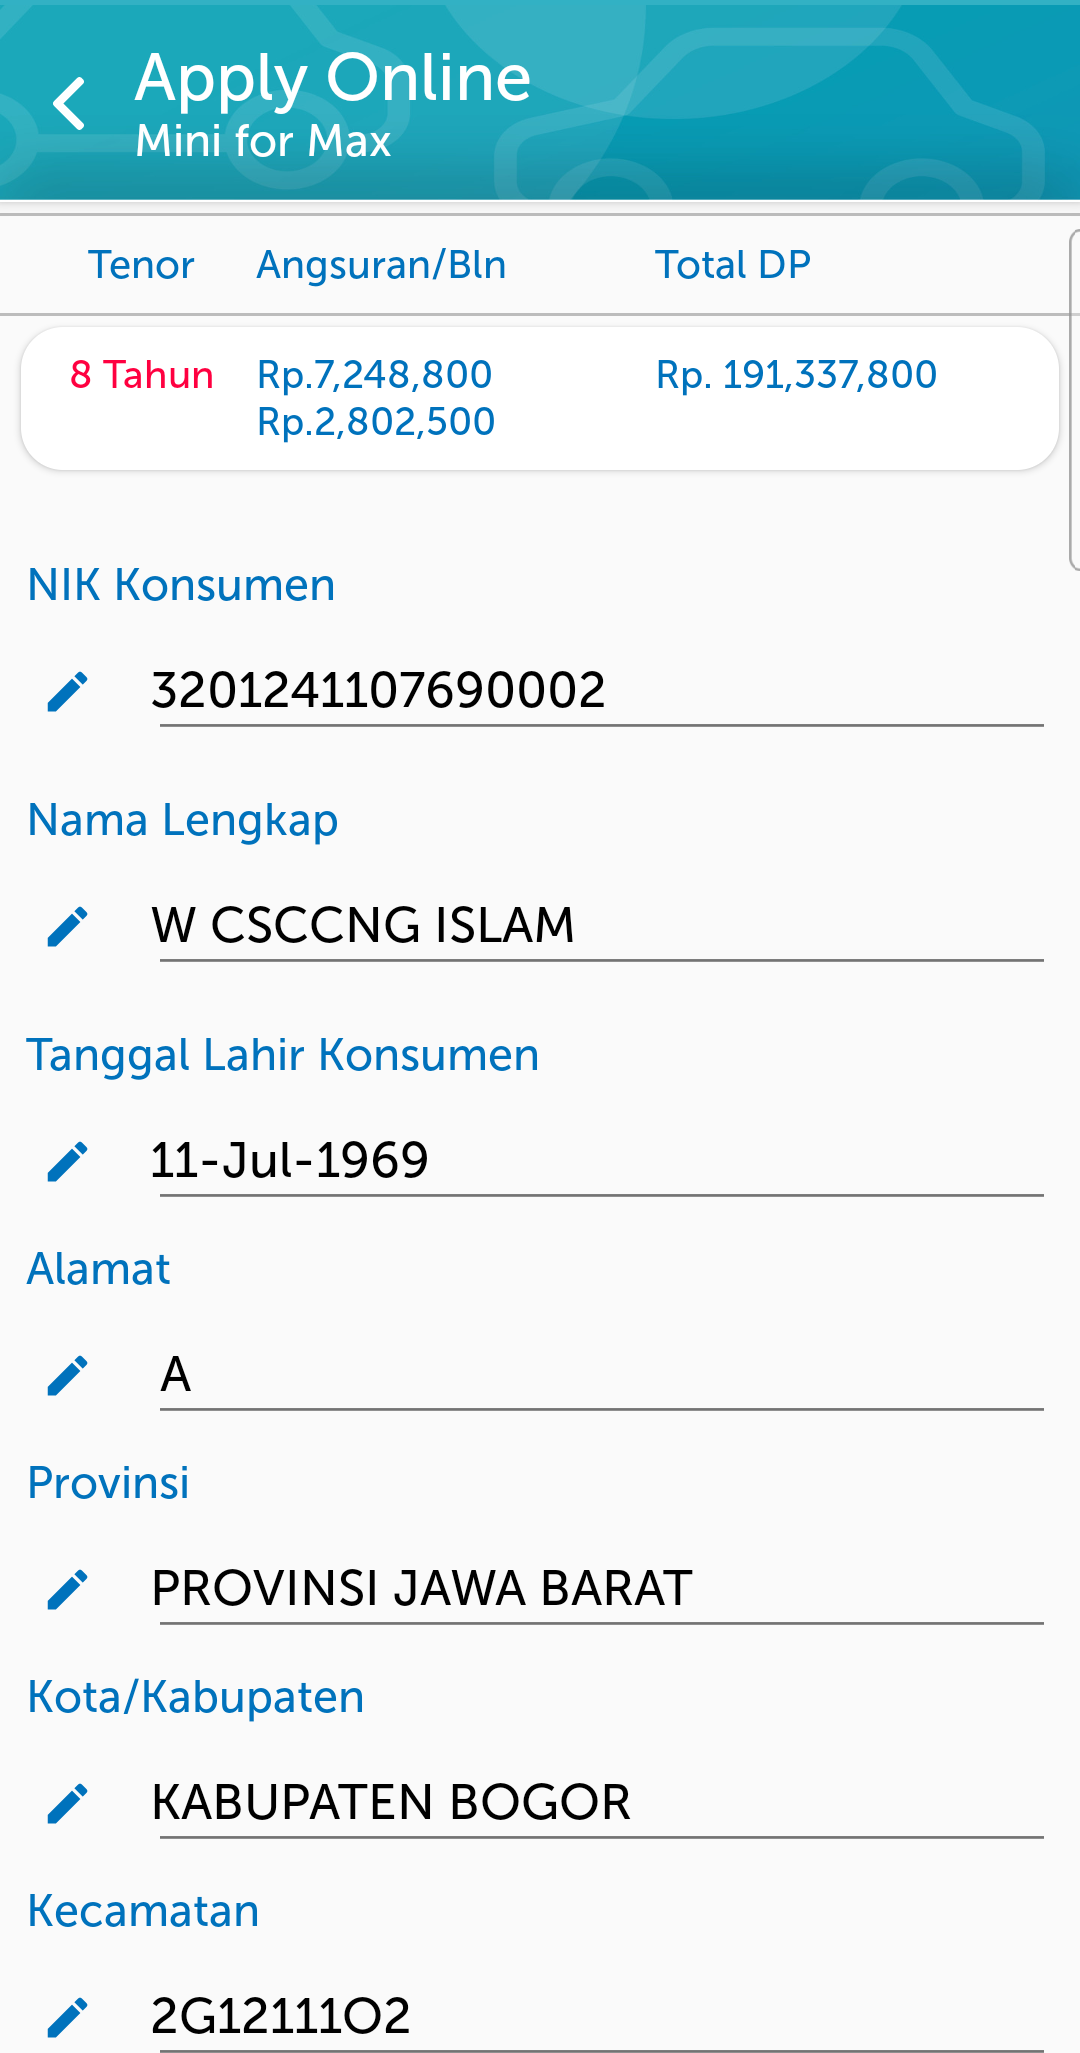 Apply Online
Mini for Max
Tenor Angsuran/Bln Total DP
8 Tahun Rp.7,248,800 Rp. 191,337,800
Rp.2,802,500
NIK Konsumen
3201241107690002
Nama Lengkap
W CSCCNG ISLAM
Tanggal Lahir Konsumen
11-Jul-1969
Alamat
A
Provinsi
PROVINSI JAWA BARAT
Kota/Kabupaten
KABUPATEN BOGOR
Kecamatan
2G12111O2